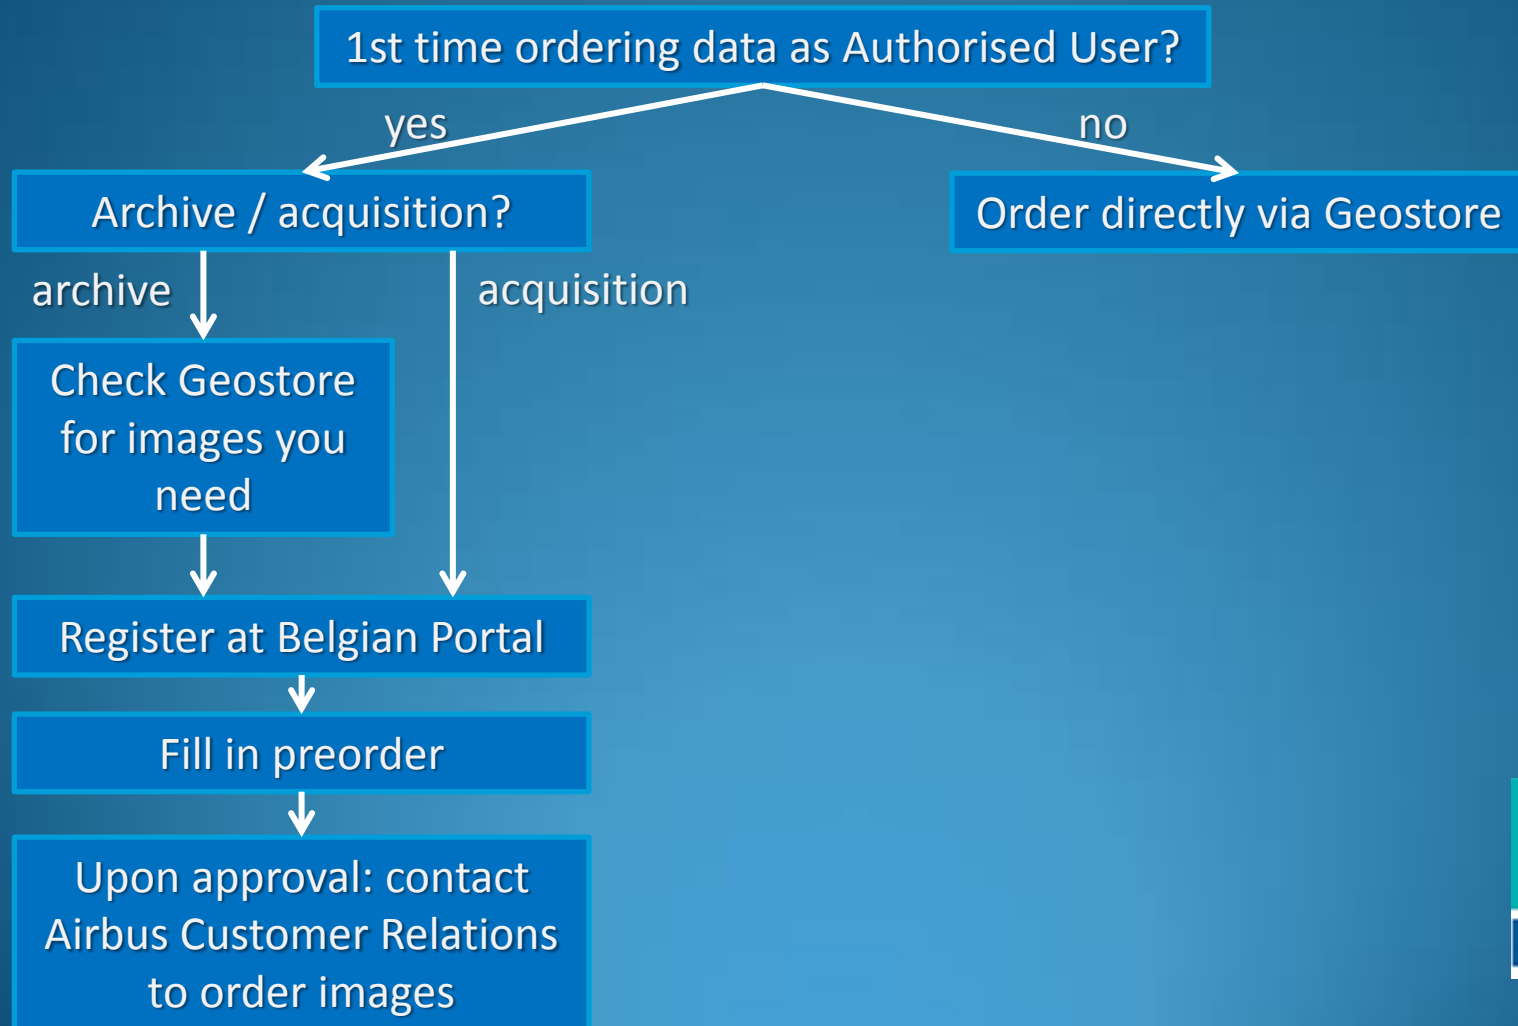 1st time ordering data as Authorised User?
yes
no
Archive / acquisition?
Order directly via Geostore
archive
acquisition
Check Geostore
for images you
need
Register at Belgian Portal
Fill in preorder
Upon approval: contact
Airbus Customer Relations
to order images